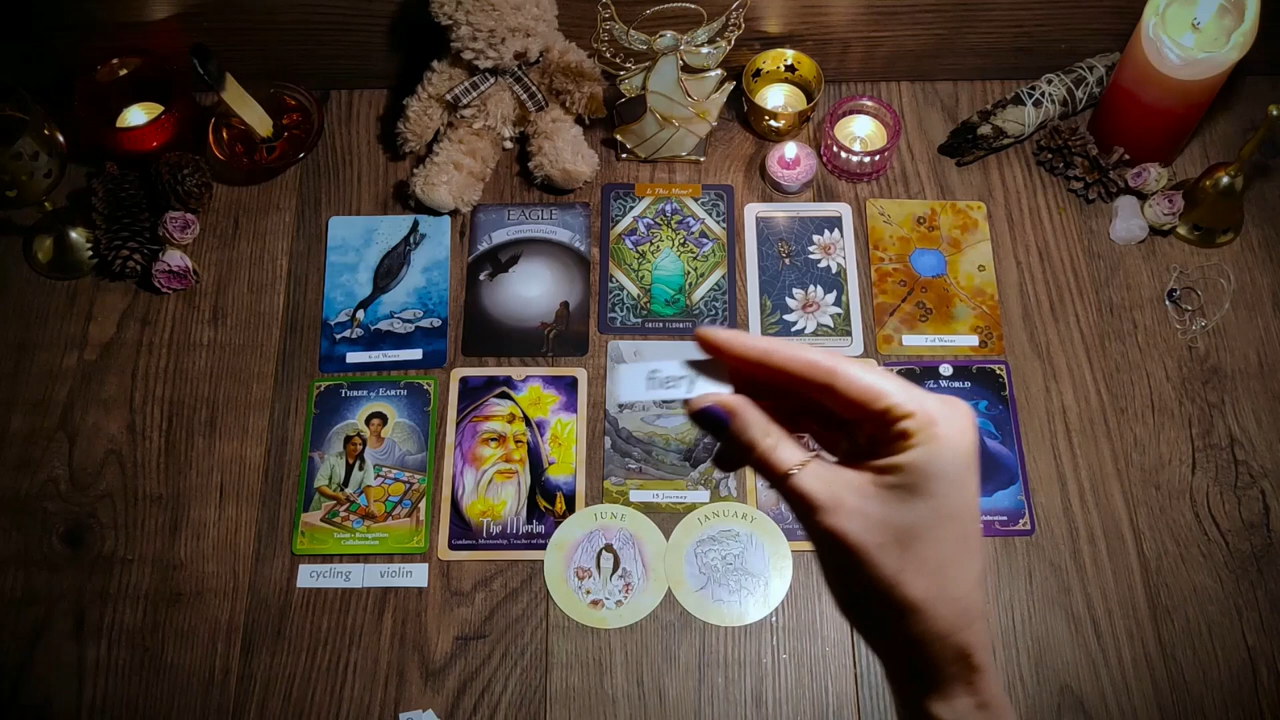 Is This Mine?
EAGLE
Communion
GREEN FLUORITE
6 of Water
7 of Water
THREE of EARTH
Talent • Recognition
Collaboration
The Merlin
Guidance, Mentorship, Teacher of the
fiery
15 Journey
21
The WORLD
JUNE
JANUARY
cycling
violin